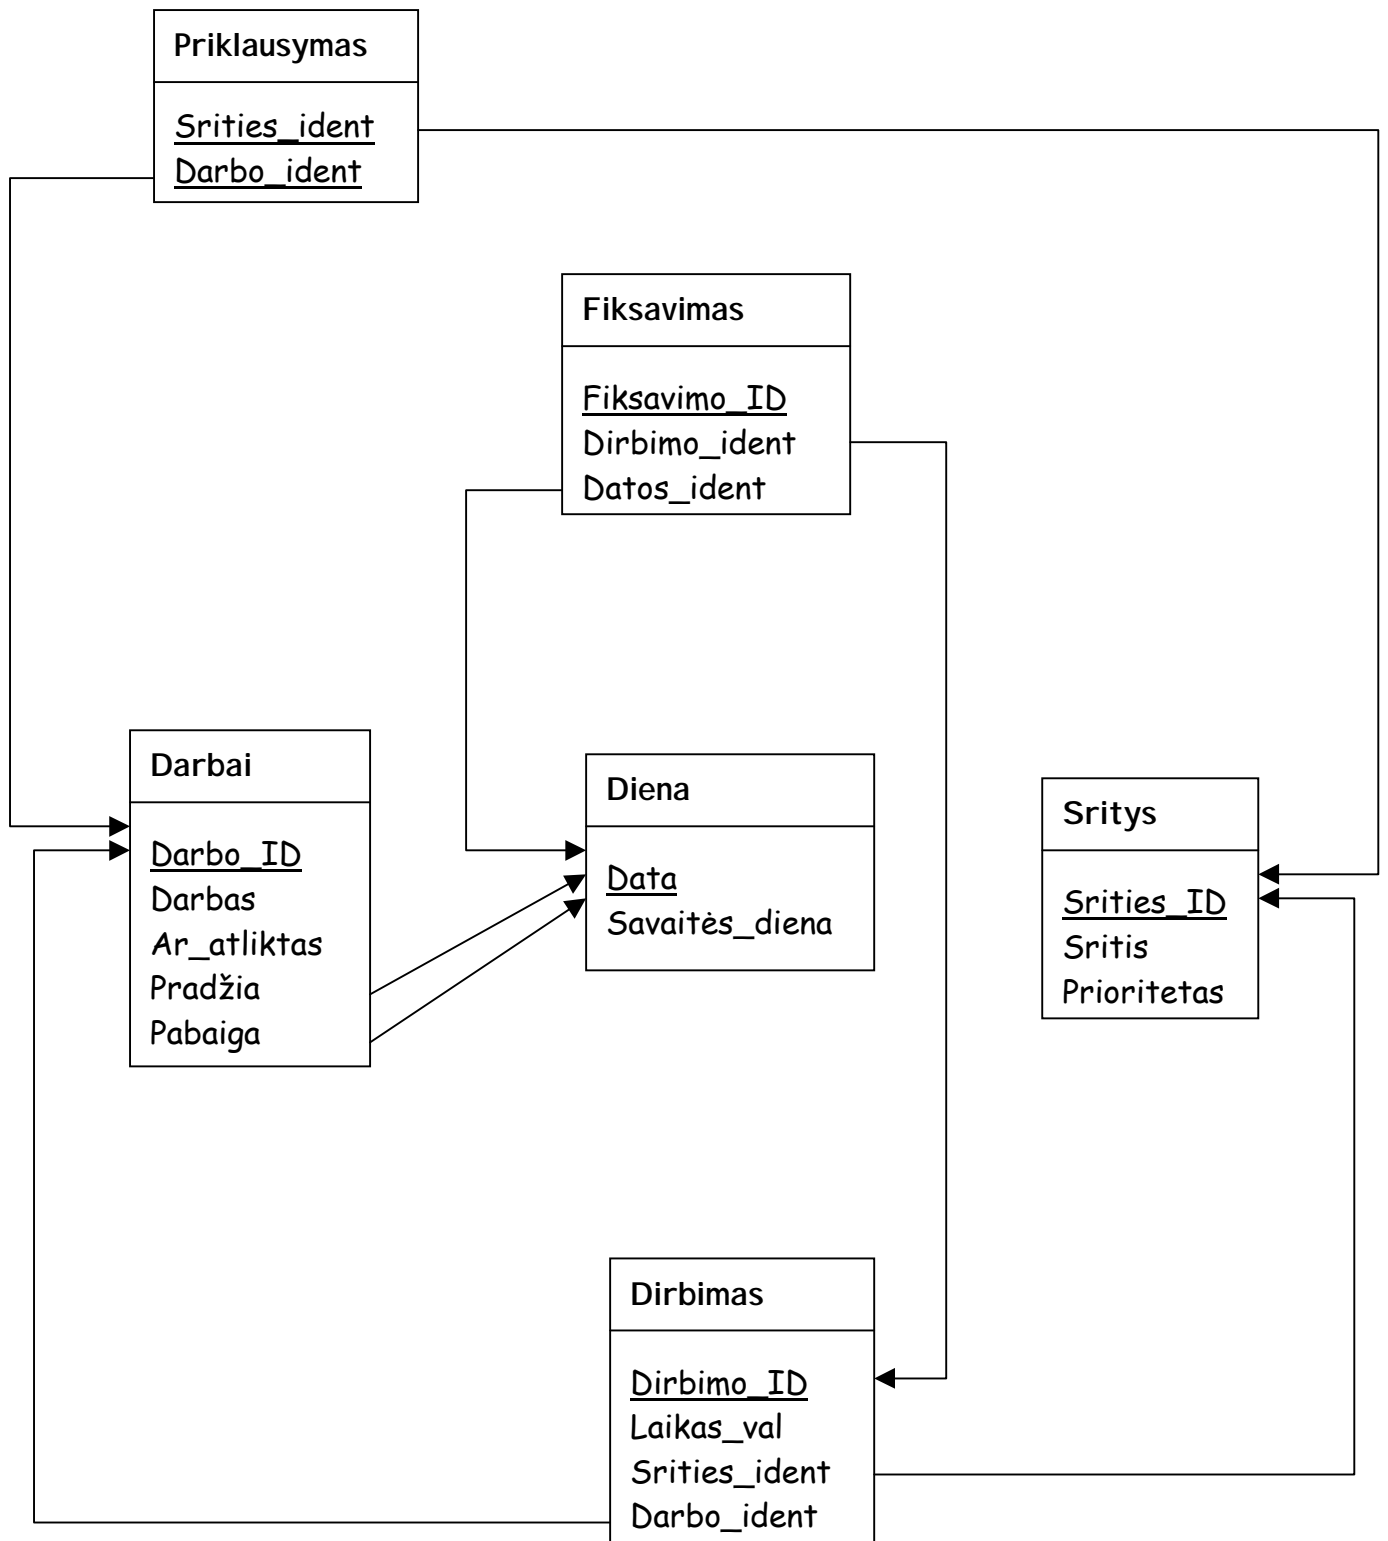 Priklausymas
Srities_ident
Darbo_ident
Fiksavimas
Fiksavimo_ID
Dirbimo_ident
Datos_ident
Darbai
Darbo_ID
Darbas
Ar_atliktas
Pradžia
Pabaiga
Diena
Data
Savaitės_diena
Sritys
Srities_ID
Sritis
Prioritetas
Dirbimas
Dirbimo_ID
Laikas_val
Srities_ident
Darbo_ident